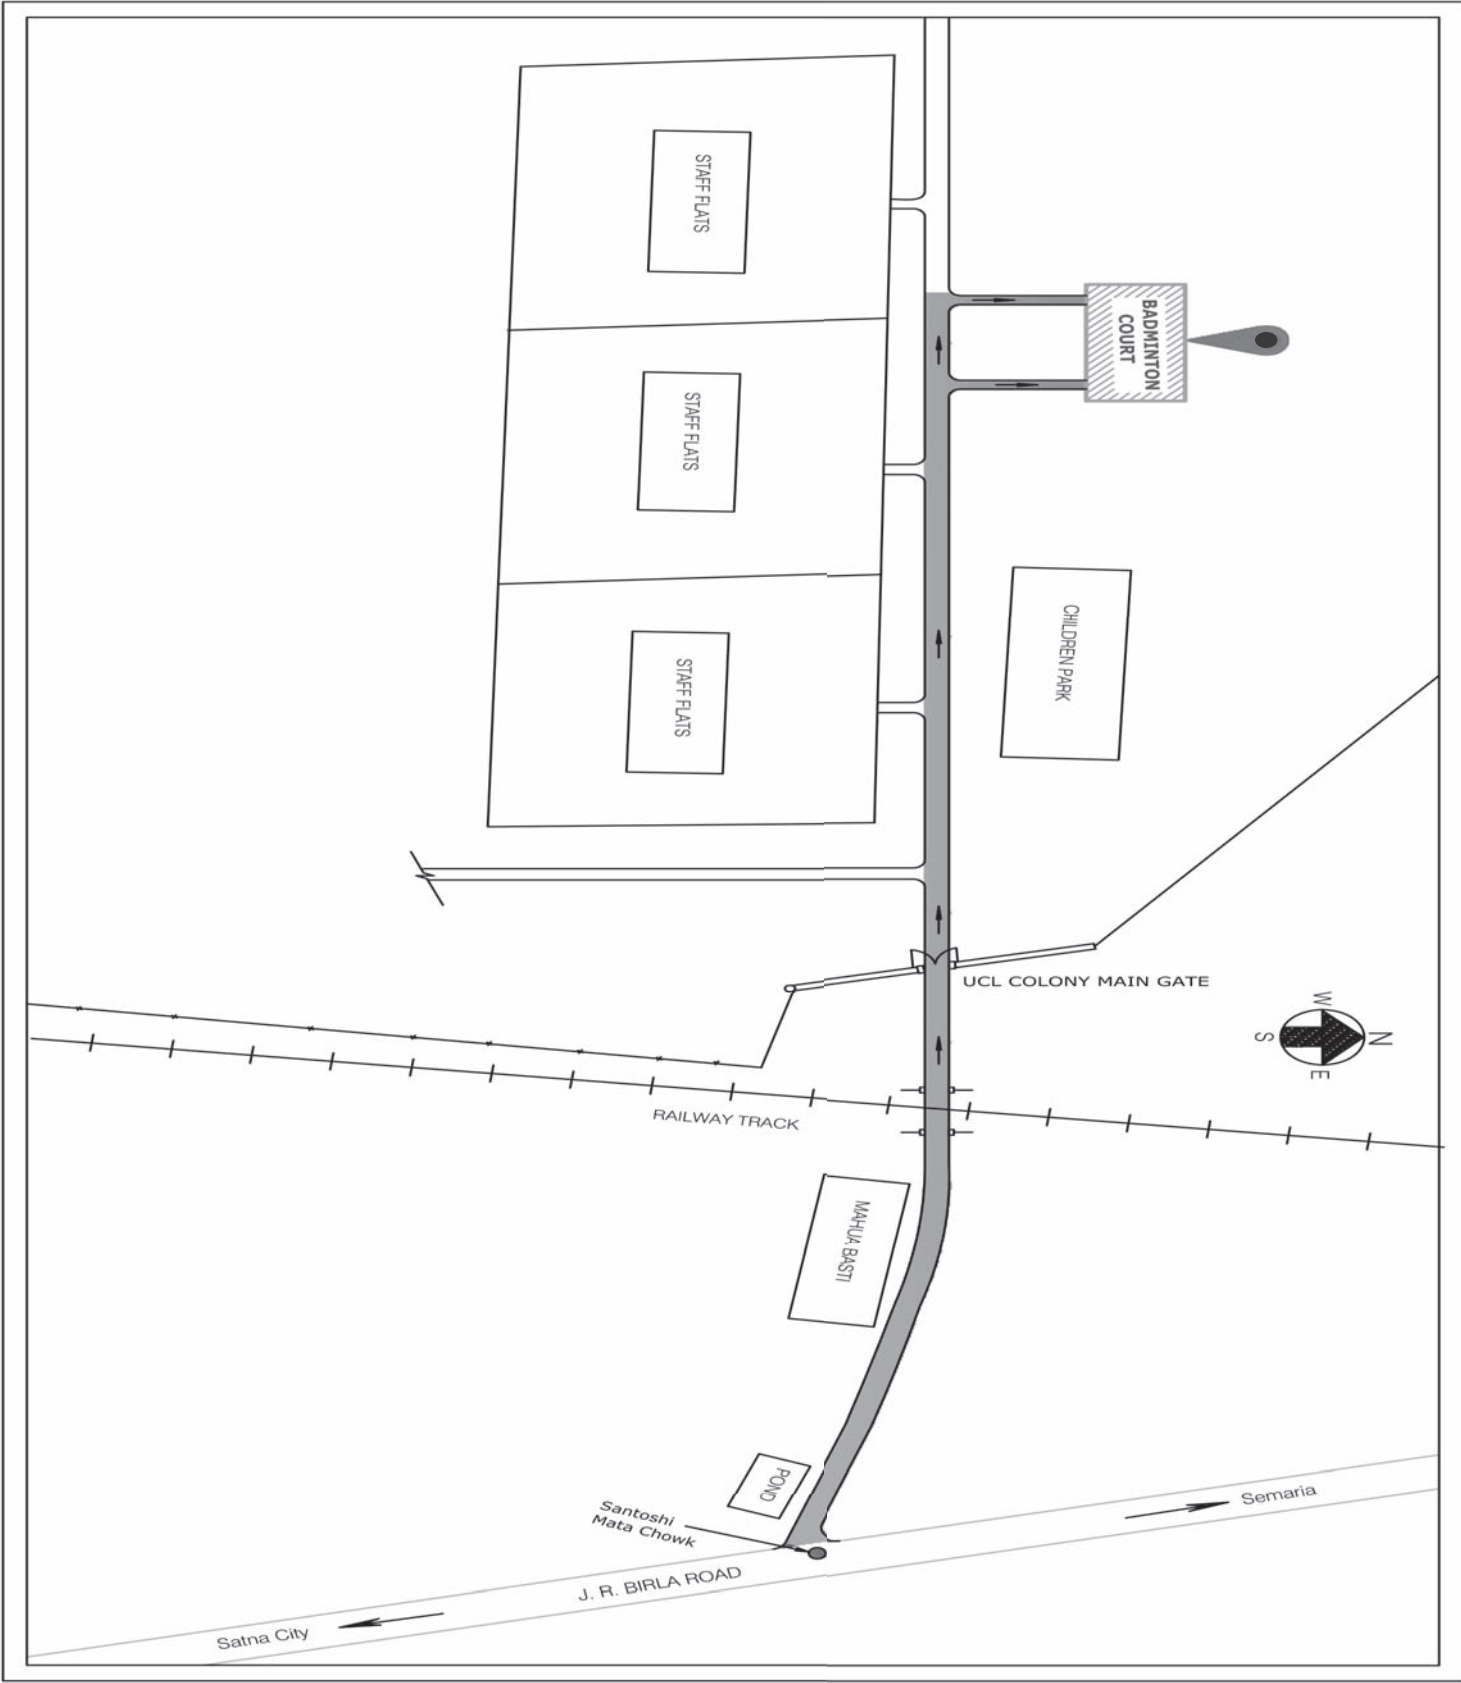 STAFF FLATS
BADMINTON
COURT
STAFF FLATS
CHILDREN PARK
STAFF FLATS
UCL COLONY MAIN GATE
W
N
S
E
RAILWAY TRACK
MAHUA BASTI
POND
Santoshi
Mata Chowk
Semaria
J. R. BIRLA ROAD
Satna City